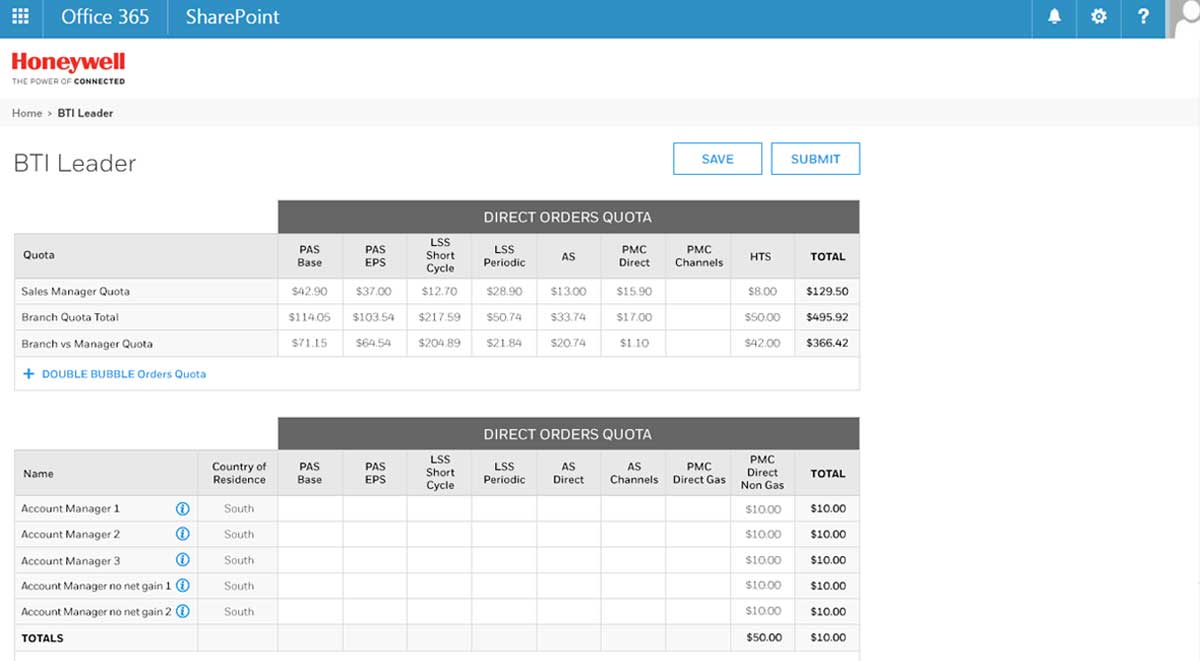 Office 365 SharePoint ?
Honeywell
THE POWER OF CONNECTED
Home > BTI Leader
BTI Leader SAVE SUBMIT
DIRECT ORDERS QUOTA
Quota PAS Base PAS EPS LSS Short Cycle LSS Periodic AS PMC Direct PMC Channels HTS TOTAL
Sales Manager Quota $42.90 $37.00 $12.70 $28.90 $13.00 $15.90 $8.00 $129.50
Branch Quota Total $114.05 $103.54 $217.59 $50.74 $33.74 $17.00 $50.00 $495.92
Branch vs Manager Quota $71.15 $64.54 $204.89 $21.84 $20.74 $1.10 $42.00 $366.42
+ DOUBLE BUBBLE Orders Quota
DIRECT ORDERS QUOTA
Name Country of Residence PAS Base PAS EPS LSS Short Cycle LSS Periodic AS Direct AS Channels PMC Direct Gas PMC Direct Non Gas TOTAL
Account Manager 1 i South $10.00 $10.00
Account Manager 2 i South $10.00 $10.00
Account Manager 3 i South $10.00 $10.00
Account Manager no net gain 1 i South $10.00 $10.00
Account Manager no net gain 2 i South $10.00 $10.00
TOTALS $50.00 $10.00